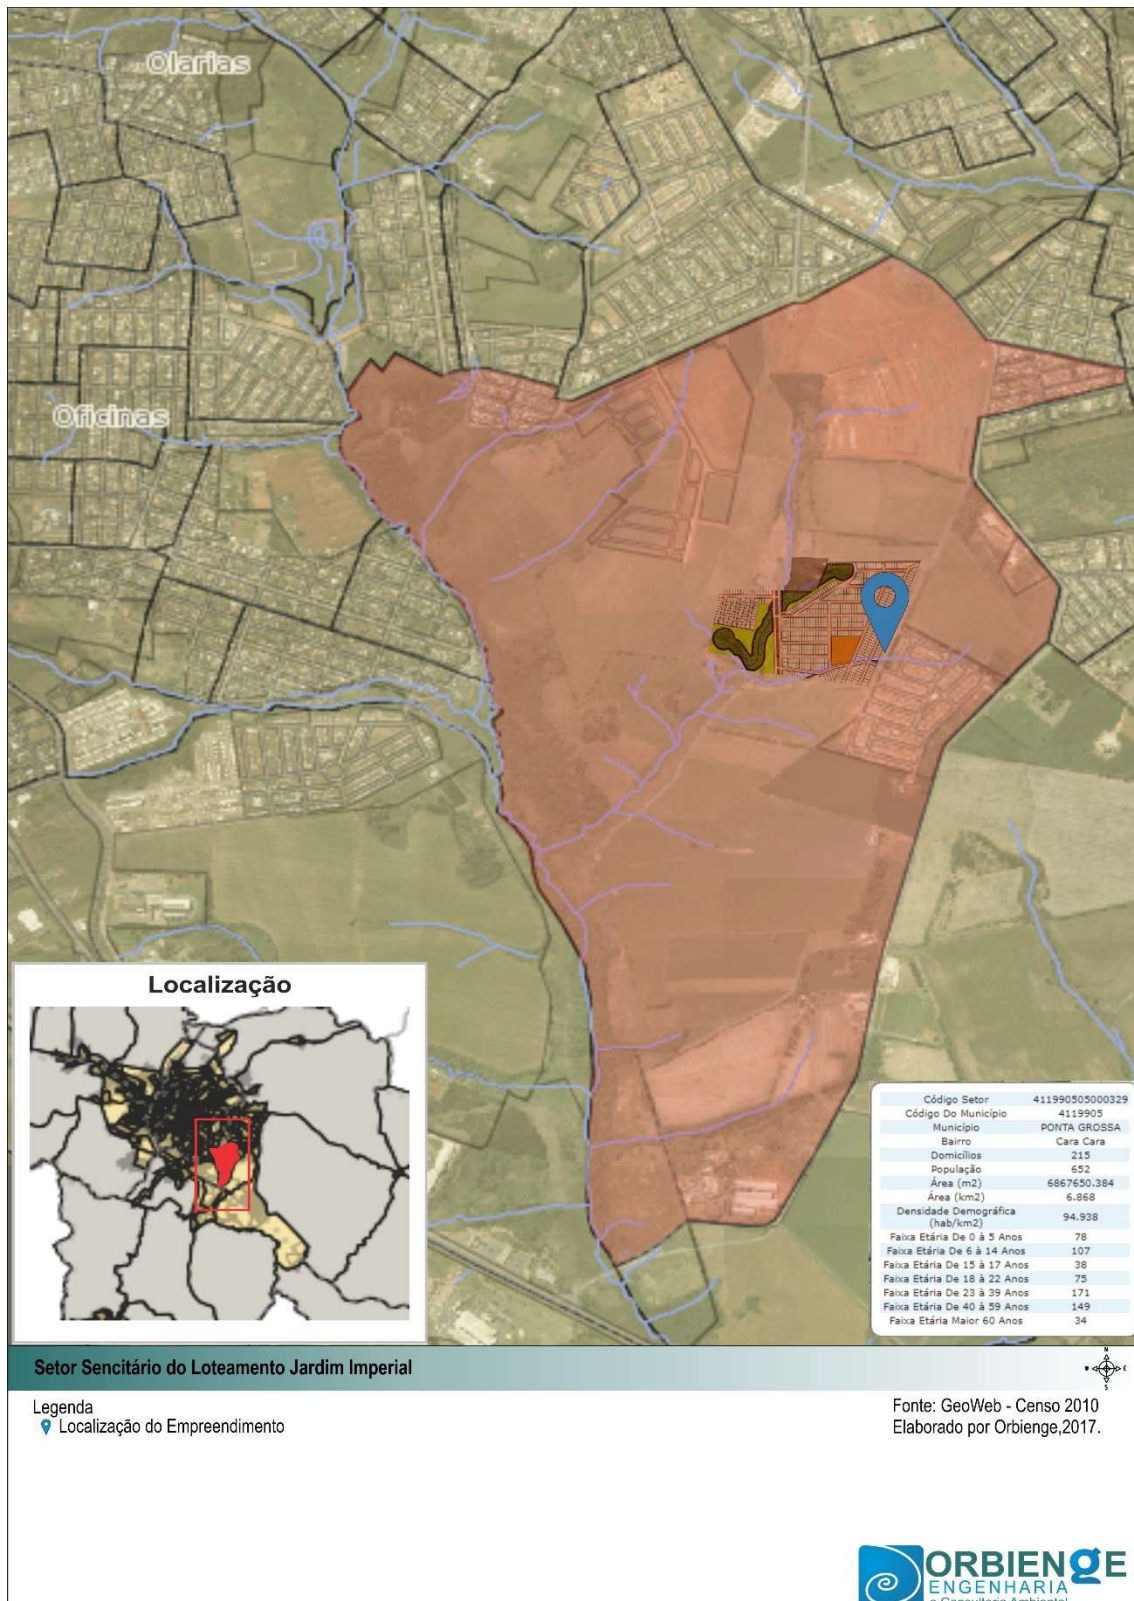 Olarias
Oficinas
Localização
Código Setor 411990505000329
Código Do Município 4119905
Município PONTA GROSSA
Bairro Cara Cara
Domicílios 215
População 652
Área (m2) 6867650.384
Área (km2) 6.868
Densidade Demográfica
(hab/km2) 94.938
Faixa Etária De 0 à 5 Anos 78
Faixa Etária De 6 à 14 Anos 107
Faixa Etária De 15 à 17 Anos 38
Faixa Etária De 18 à 22 Anos 75
Faixa Etária De 23 à 39 Anos 171
Faixa Etária De 40 à 59 Anos 149
Faixa Etária Maior 60 Anos 34
Setor Sencitário do Loteamento Jardim Imperial
N
W E
S
Legenda
Localização do Empreendimento
Fonte: GeoWeb - Censo 2010
Elaborado por Orbienge,2017.
ORBIENGE
ENGENHARIA
e Consultoria Ambiental